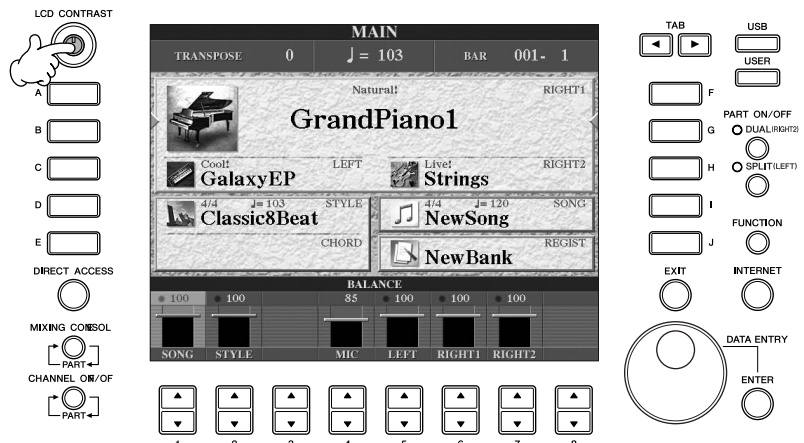 LCD CONTRAST
A
B
C
D
E
DIRECT ACCESS
MIXING CONSOL
PART
CHANNEL ON/OF
PART
MAIN
TRANSPOSE 0 ♩= 103 BAR 001- 1
Natural! RIGHT1
GrandPiano1
Cool! LEFT
GalaxyEP
Live! RIGHT2
Strings
4/4 ♩= 103 STYLE
Classic8Beat
CHORD
4/4 ♩= 120 SONG
NewSong
REGIST
NewBank
BALANCE
100 100 85 100 100 100
SONG STYLE MIC LEFT RIGHT1 RIGHT2
TAB
USB
USER
F
G
H
I
J
PART ON/OFF
DUAL(RIGHT2)
SPLIT(LEFT)
FUNCTION
EXIT
INTERNET
DATA ENTRY
ENTER